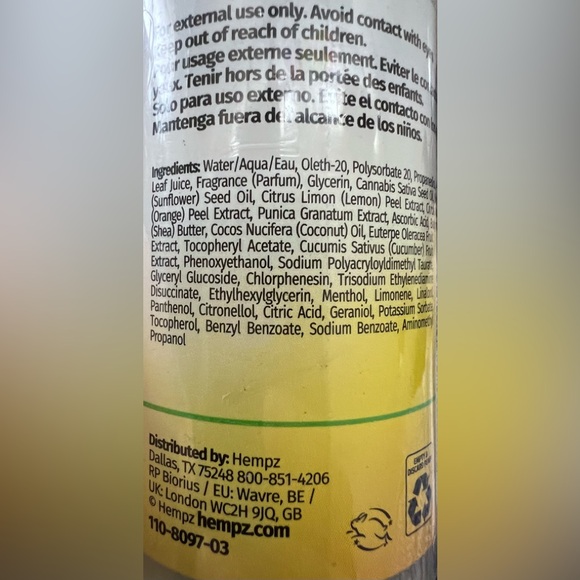 For external use only. Avoid contact with
Keep out of reach of children.
usage externe seulement. Eviter le
Tenir hors de la portée des enfants.
Solo para uso externo. Evite el contacto con
Mantenga fuera del alcance de los niños.
Ingredients: Water/Aqua/Eau, Oleth-20, Polysorbate 20,
Leaf Juice, Fragrance (Parfum), Glycerin, Cannabis Sativa Seed
(Sunflower) Seed Oil, Citrus Limon (Lemon) Peel Extract,
(Orange) Peel Extract, Punica Granatum Extract, Ascorbic
(Shea) Butter, Cocos Nucifera (Coconut) Oil, Euterpe Oleracea
Extract, Tocopheryl Acetate, Cucumis Sativus (Cucumber)
Extract, Phenoxyethanol, Sodium Polyacryloyldimethyl
Glyceryl Glucoside, Chlorphenesin, Trisodium
Disuccinate, Ethylhexylglycerin, Menthol, Limonene,
Panthenol, Citronellol, Citric Acid, Geraniol, Potassium
Tocopherol, Benzyl Benzoate, Sodium Benzoate,
Propanol
Distributed by: Hempz
Dallas, TX 75248 800-851-4206
RP Biorius / EU: Wavre, BE /
UK: London WC2H 9JQ, GB
© Hempz hempz.com
110-8097-03